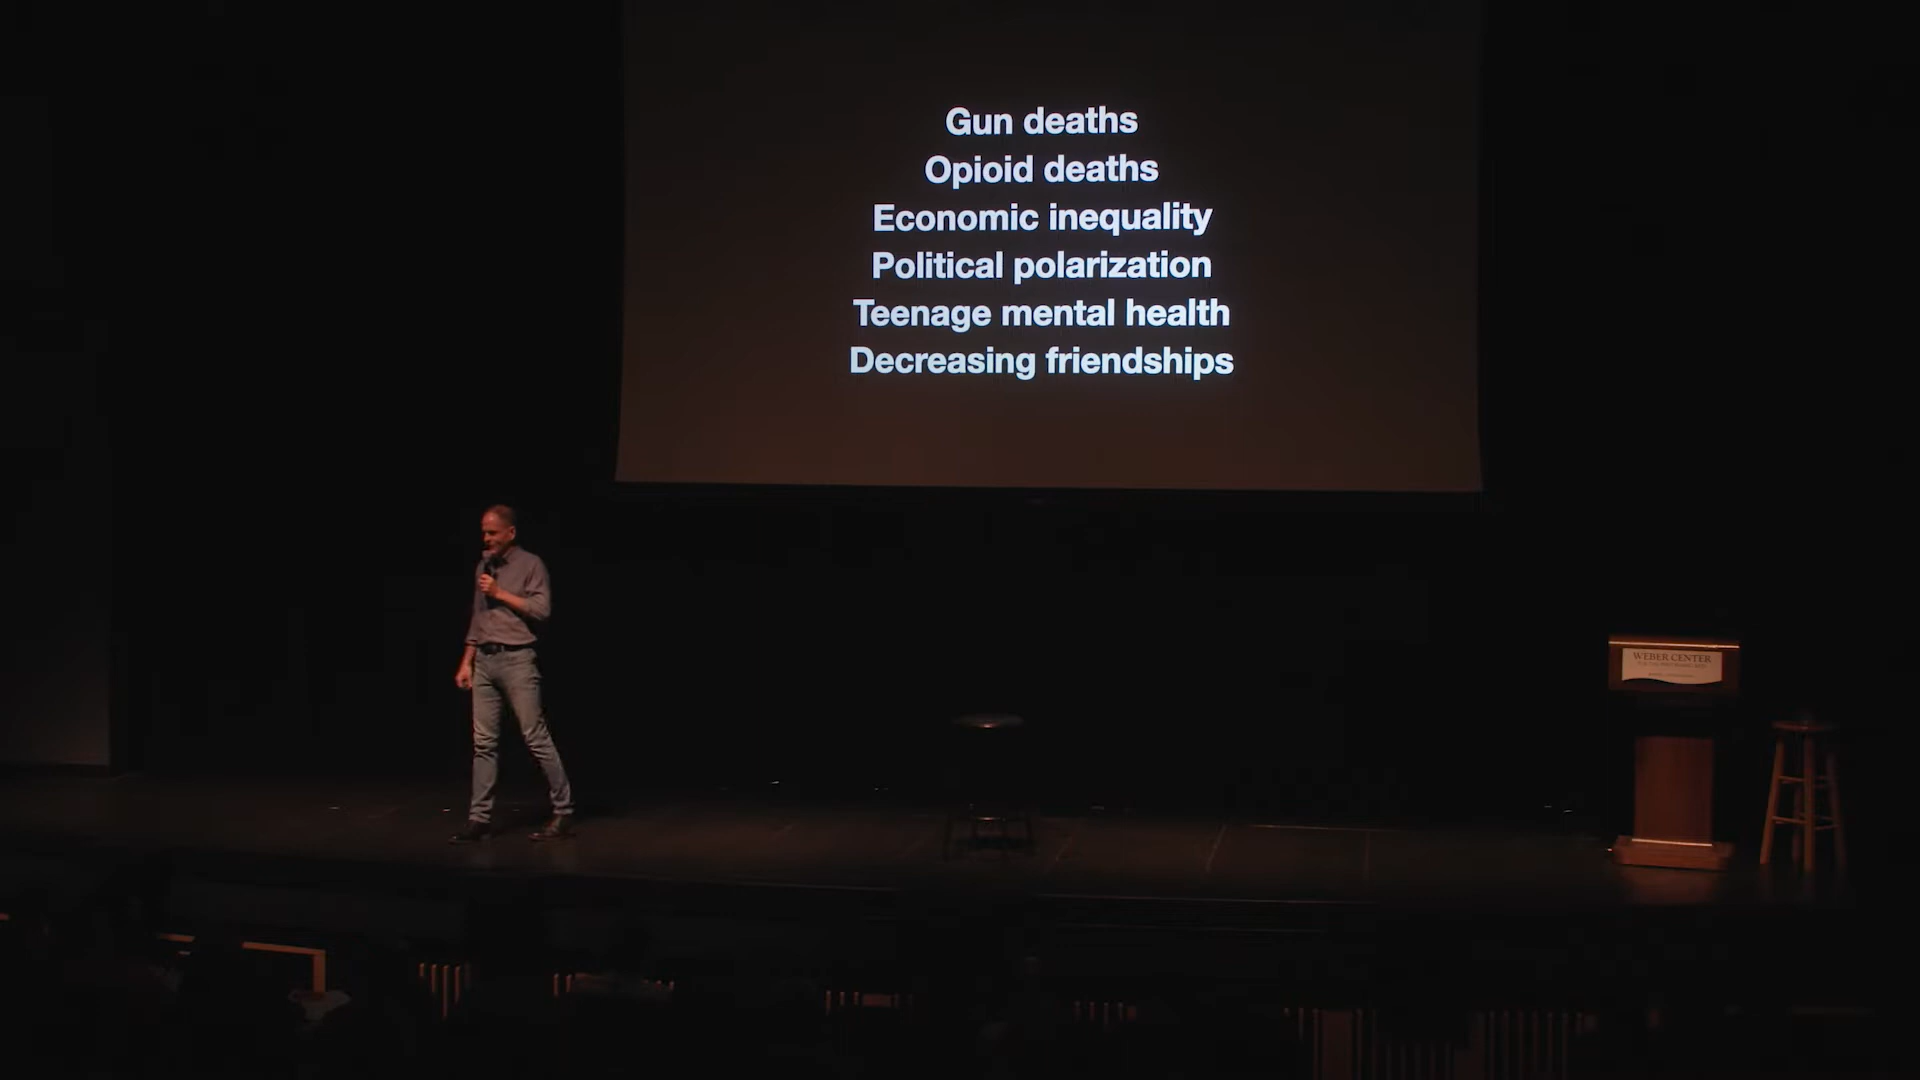 Gun deaths
Opioid deaths
Economic inequality
Political polarization
Teenage mental health
Decreasing friendships
WEBER CENTER